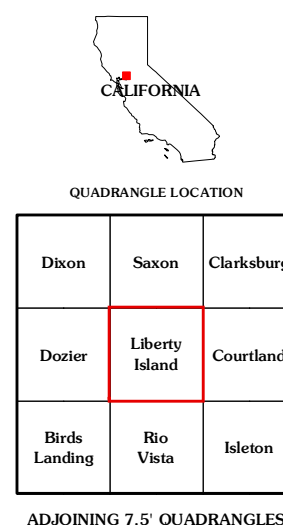 CALIFORNIA
QUADRANGLE LOCATION
Dixon
Saxon
Clarksburg
Dozier
Liberty
Island
Courtland
Birds
Landing
Rio
Vista
Isleton
ADJOINING 7.5' QUADRANGLES